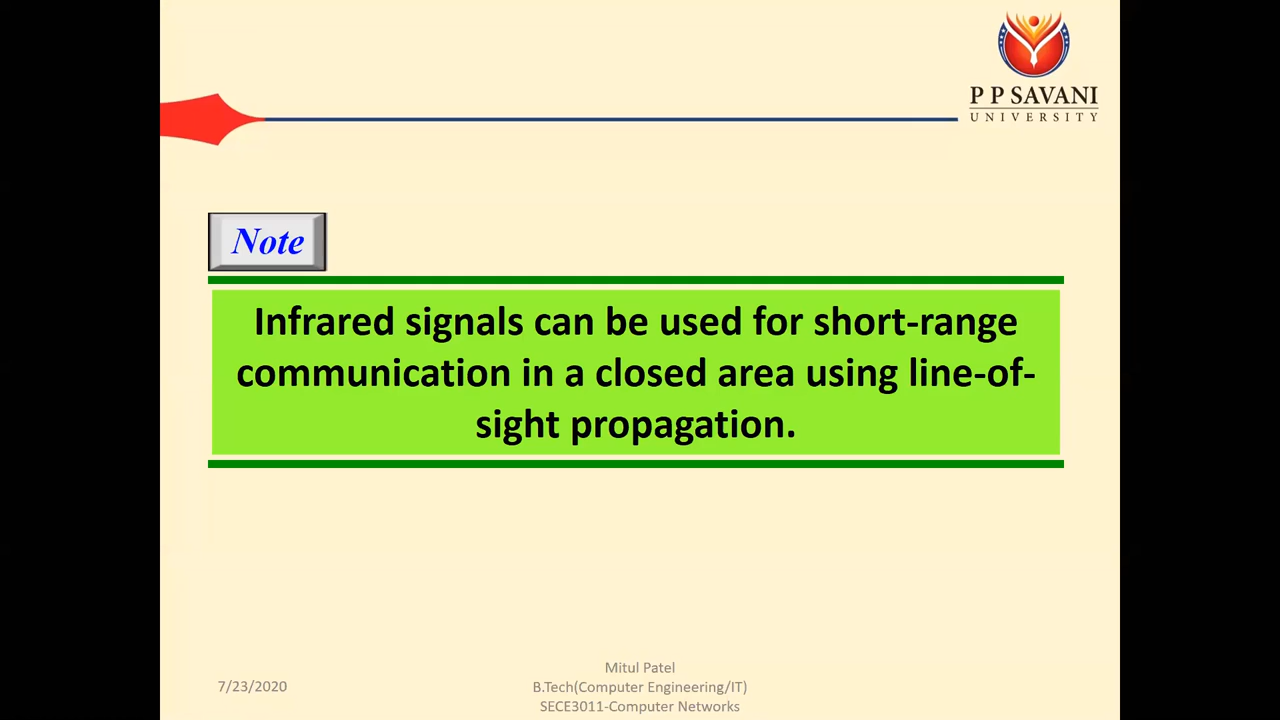 P P SAVANI
UNIVERSITY
Note
Infrared signals can be used for short-range
communication in a closed area using line-of-
sight propagation.
7/23/2020
Mitul Patel
B.Tech(Computer Engineering/IT)
SECE3011-Computer Networks